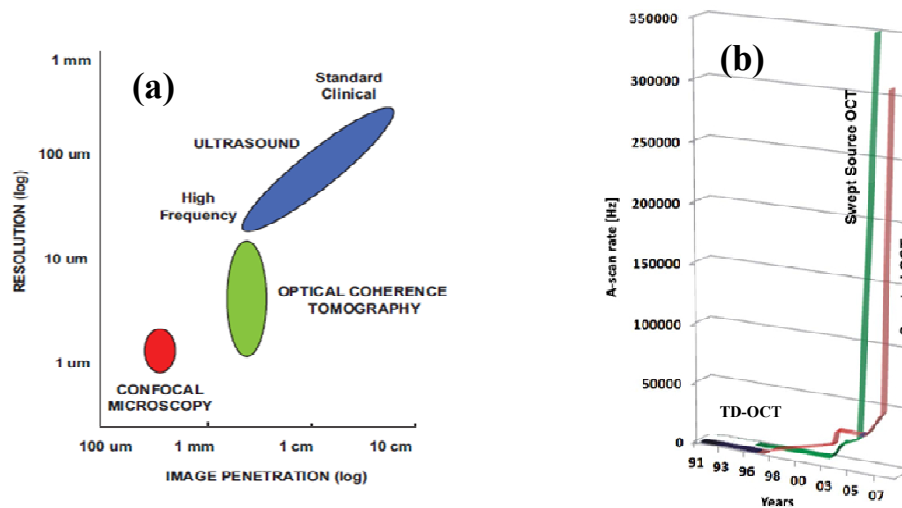 (a)
1 mm
100 um
10 um
1 um
RESOLUTION (log)
Standard
Clinical
ULTRASOUND
High
Frequency
OPTICAL COHERENCE
TOMOGRAPHY
CONFOCAL
MICROSCOPY
100 um
1 mm
1 cm
10 cm
IMAGE PENETRATION (log)
(b)
350000
300000
250000
200000
150000
100000
50000
0
A-scan rate [Hz]
Swept Source OCT
TD-OCT
91
93
96
98
00
03
05
07
Years